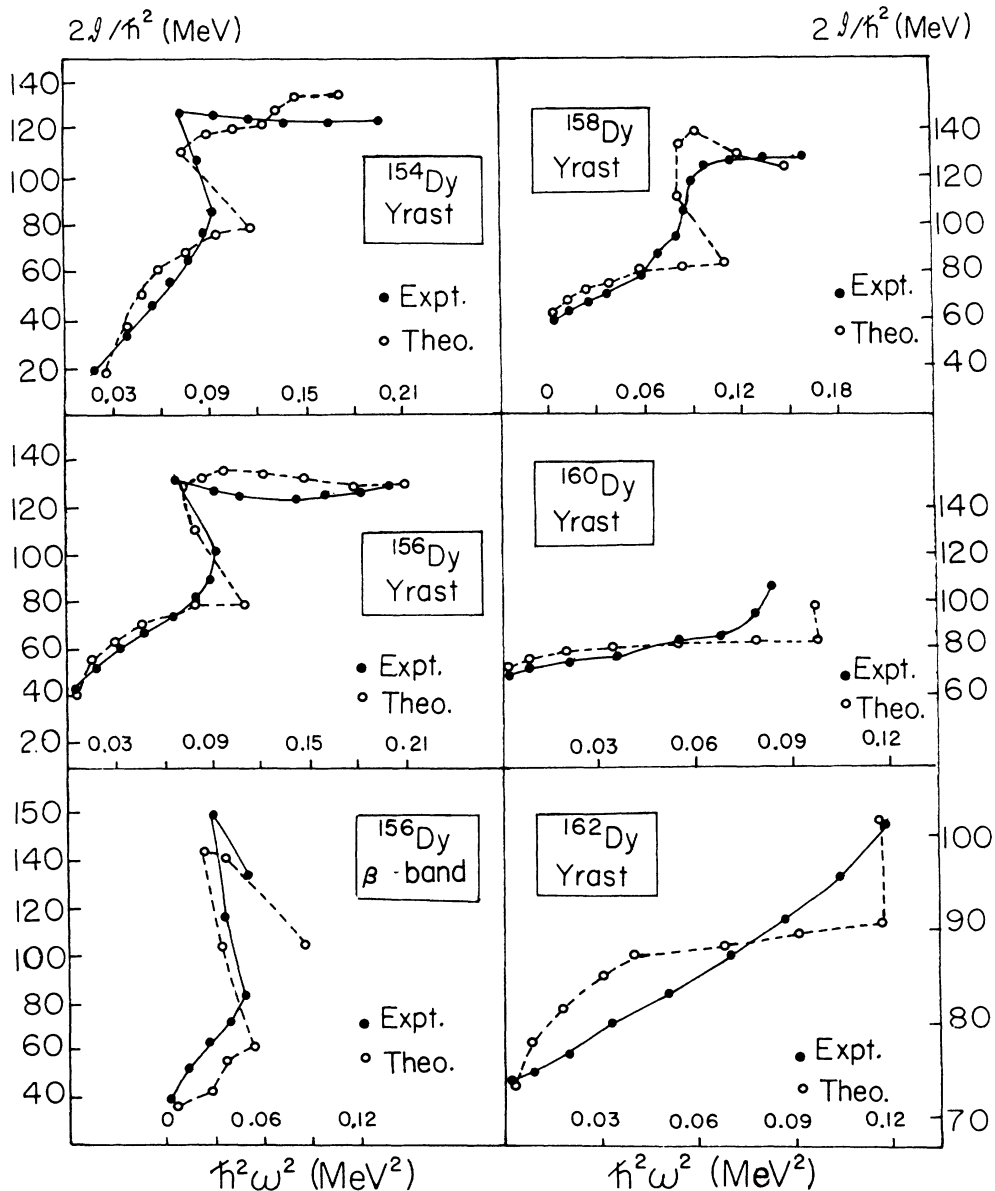 2ℐ/ħ² (MeV)
2ℐ/ħ² (MeV)
140
120
100
80
60
40
20
0.03 0.09 0.15 0.21
¹⁵⁴Dy
Yrast
Expt.
Theo.
¹⁵⁸Dy
Yrast
Expt.
Theo.
140
120
100
80
60
40
0 0.06 0.12 0.18
140
120
100
80
60
40
20
0.03 0.09 0.15 0.21
¹⁵⁶Dy
Yrast
Expt.
Theo.
¹⁶⁰Dy
Yrast
Expt.
Theo.
140
120
100
80
60
0.03 0.06 0.09 0.12
150
140
120
100
80
60
40
0 0.06 0.12
¹⁵⁶Dy
β-band
Expt.
Theo.
¹⁶²Dy
Yrast
Expt.
Theo.
100
90
80
70
0.03 0.06 0.09 0.12
ħ²ω² (MeV²)
ħ²ω² (MeV²)